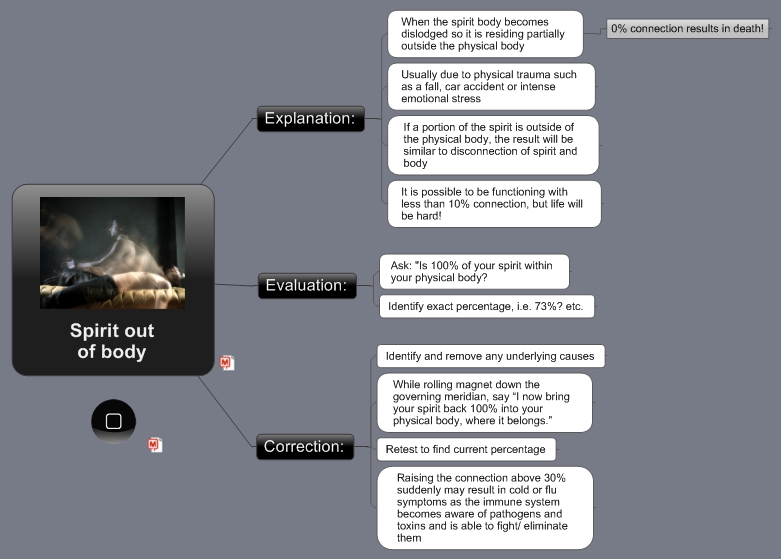 When the spirit body becomes
dislodged so it is residing partially
outside the physical body
0% connection results in death!
Usually due to physical trauma such
as a fall, car accident or intense
emotional stress
Explanation:
If a portion of the spirit is outside of
the physical body, the result will be
similar to disconnection of spirit and
body
It is possible to be functioning with
less than 10% connection, but life will
be hard!
Spirit out
of body
Evaluation:
Ask: "Is 100% of your spirit within
your physical body?
Identify exact percentage, i.e. 73%? etc.
Correction:
Identify and remove any underlying causes
While rolling magnet down the
governing meridian, say “I now bring
your spirit back 100% into your
physical body, where it belongs.”
Retest to find current percentage
Raising the connection above 30%
suddenly may result in cold or flu
symptoms as the immune system
becomes aware of pathogens and
toxins and is able to fight/ eliminate
them